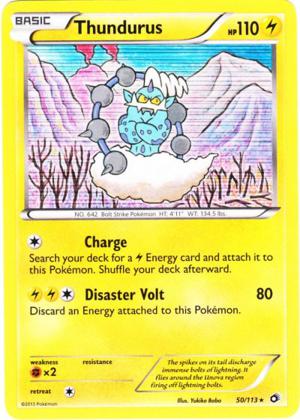 BASIC
Thundurus HP110
NO. 642 Bolt Strike Pokémon HT. 4'11" WT. 134.5 lbs.
Charge
Search your deck for a Energy card and attach it
to this Pokémon. Shuffle your deck afterward.
Disaster Volt 80
Discard an Energy attached to this Pokémon.
weakness resistance
×2
The spikes on its tail discharge
immense bolts of lightning. It
flies around the Unova region
firing off lightning bolts.
retreat
©2013 Pokémon Illus. Yukiko Baba 50/113 ★